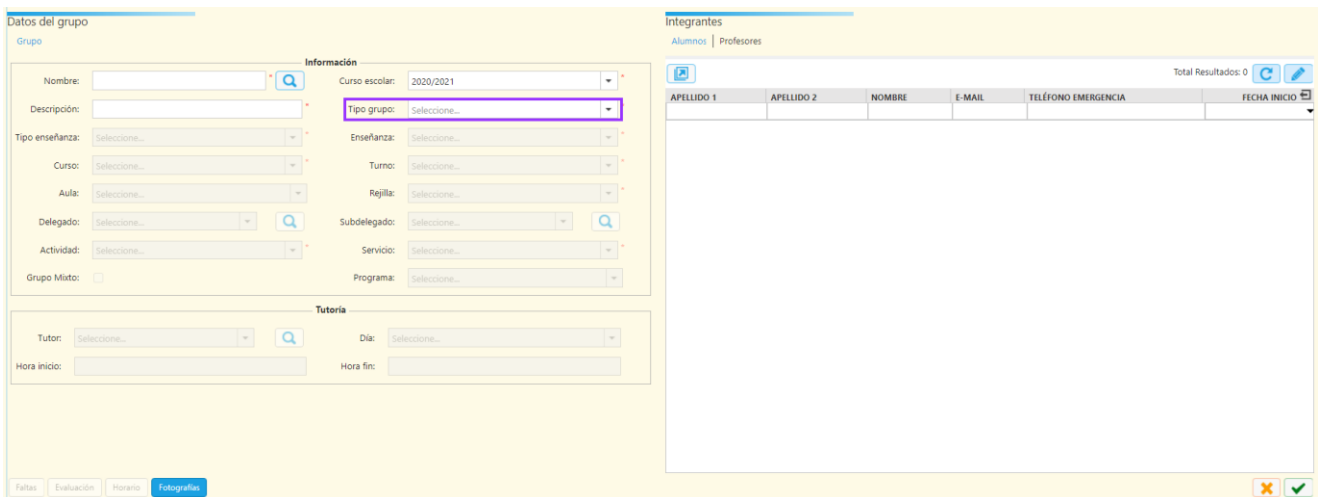 Datos del grupo
Grupo
Información
Nombre: * Curso escolar: 2020/2021 *
Descripción: * Tipo grupo: Seleccione... *
Tipo enseñanza: Seleccione... * Enseñanza: Seleccione... *
Curso: Seleccione... * Turno: Seleccione... *
Aula: Seleccione... Rejilla: Seleccione... *
Delegado: Seleccione... Subdelegado: Seleccione...
Actividad: Seleccione... * Servicio: Seleccione... *
Grupo Mixto: Programa: Seleccione...
Tutoría
Tutor: Seleccione... Día: Seleccione...
Hora inicio: Hora fin:
Faltas Evaluación Horario Fotografías
Integrantes
Alumnos | Profesores
Total Resultados: 0
APELLIDO 1 APELLIDO 2 NOMBRE E-MAIL TELÉFONO EMERGENCIA FECHA INICIO